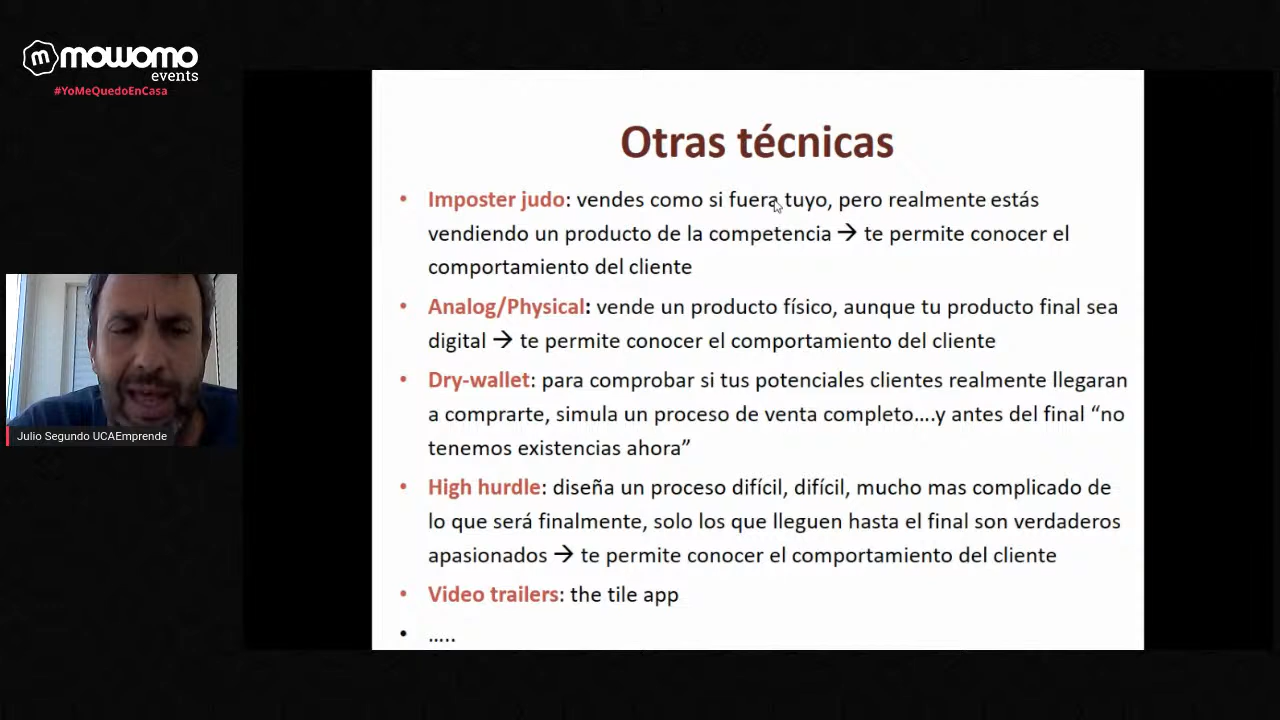 mowomo
events
#YoMeQuedoEnCasa
Otras técnicas
• Imposter judo: vendes como si fuera tuyo, pero realmente estás
vendiendo un producto de la competencia → te permite conocer el
comportamiento del cliente
• Analog/Physical: vende un producto físico, aunque tu producto final sea
digital → te permite conocer el comportamiento del cliente
• Dry-wallet: para comprobar si tus potenciales clientes realmente llegaran
a comprarte, simula un proceso de venta completo….y antes del final “no
tenemos existencias ahora”
• High hurdle: diseña un proceso difícil, difícil, mucho mas complicado de
lo que será finalmente, solo los que lleguen hasta el final son verdaderos
apasionados → te permite conocer el comportamiento del cliente
• Video trailers: the tile app
• …..
Julio Segundo UCAEmprende